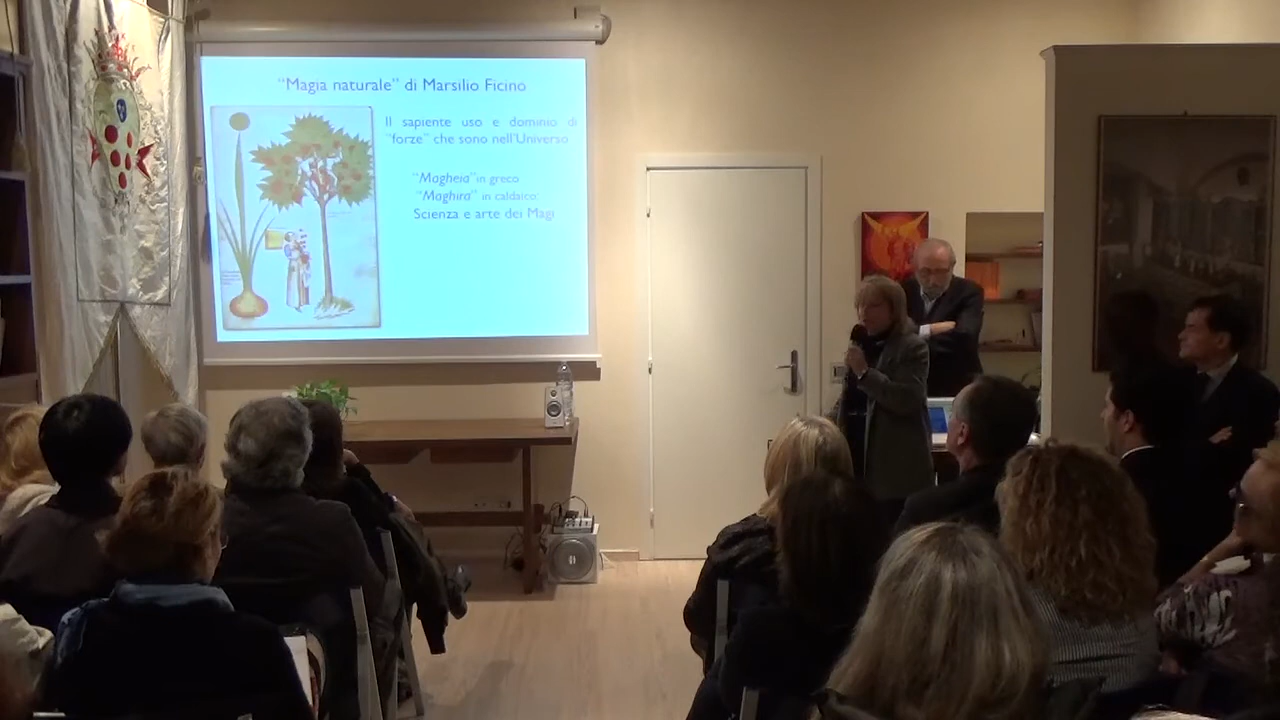 "Magia naturale" di Marsilio Ficino
Il sapiente uso e dominio di
"forze" che sono nell'Universo
"Magheia" in greco
"Maghira" in caldaico:
Scienza e arte dei Magi